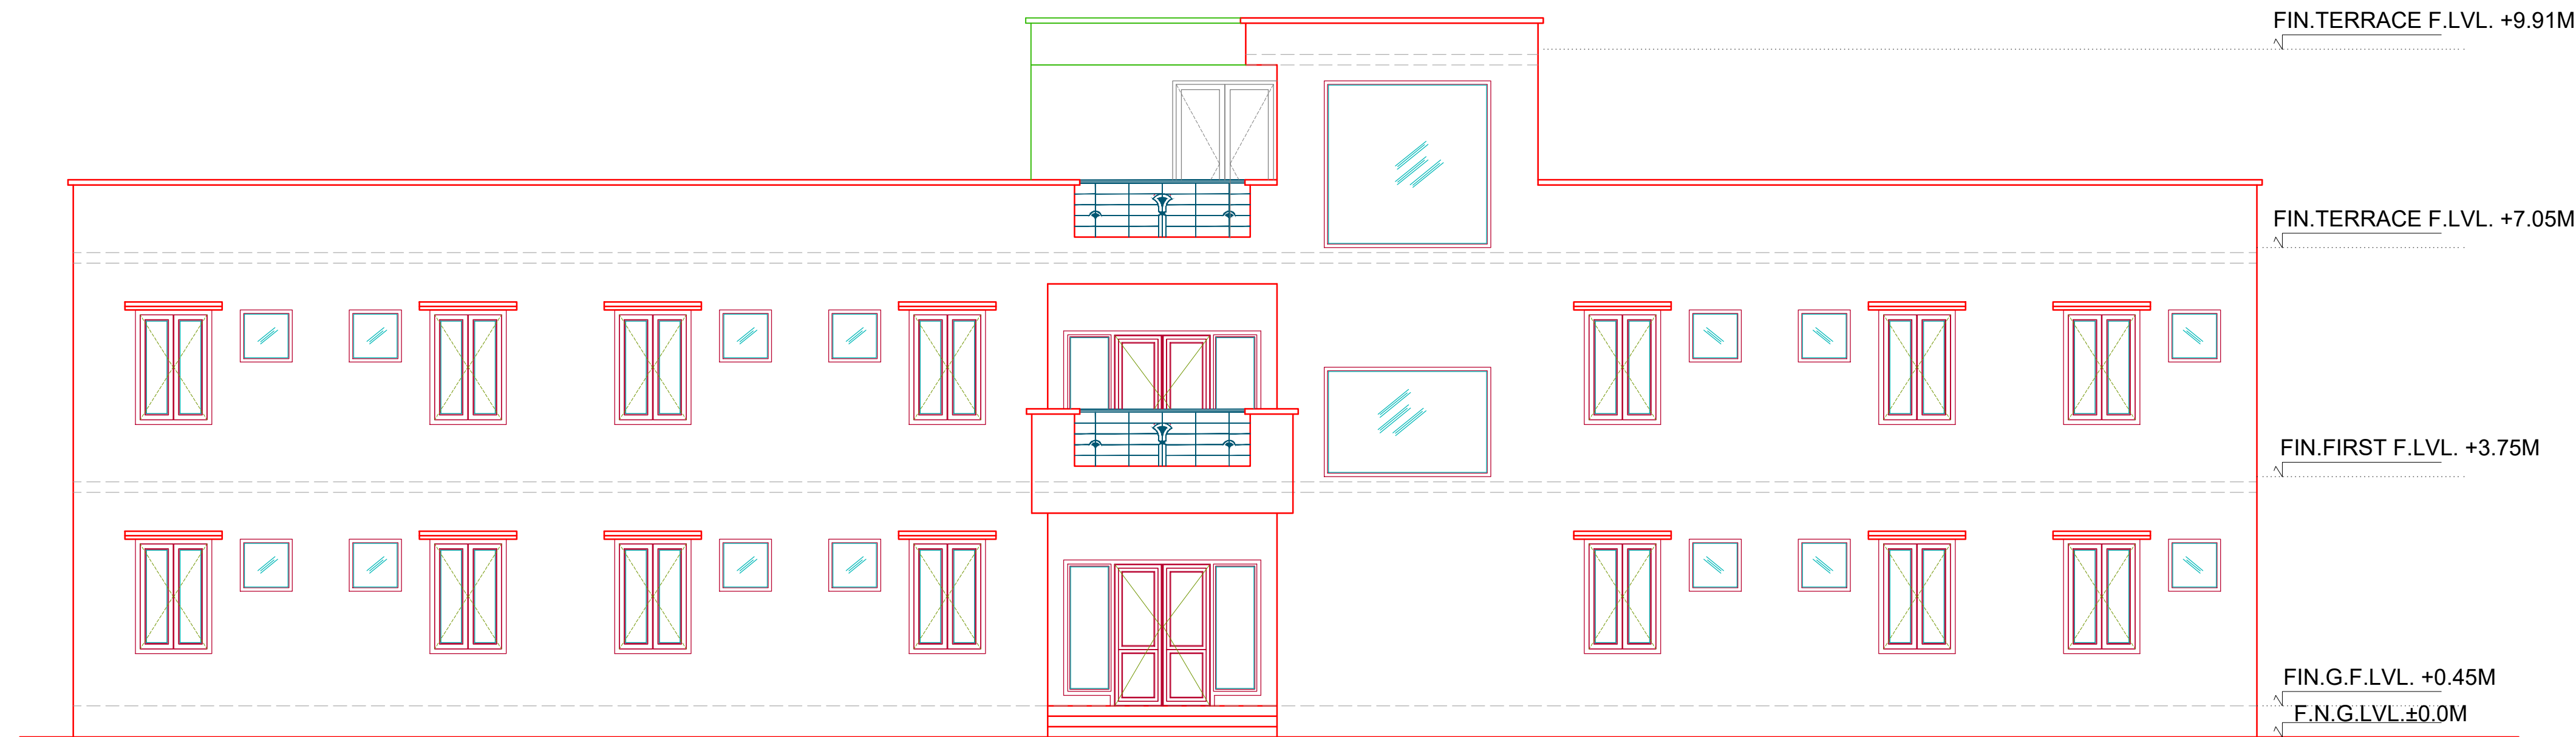 FIN.TERRACE F.LVL. +9.91M
FIN.TERRACE F.LVL. +7.05M
FIN.FIRST F.LVL. +3.75M
FIN.G.F.LVL. +0.45M
F.N.G.LVL.±0.0M